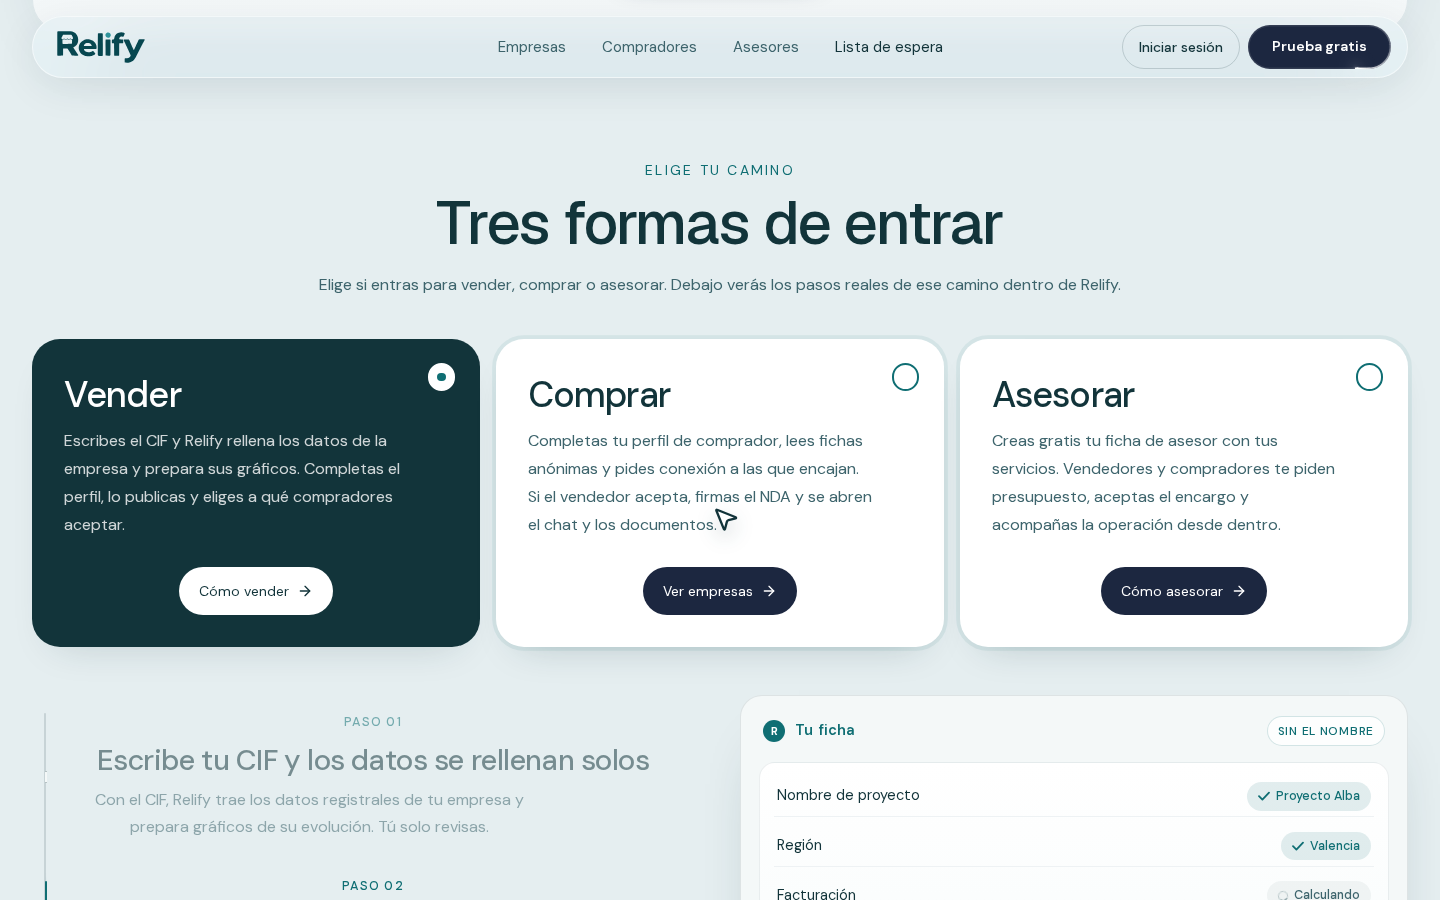 Relify
Empresas
Compradores
Asesores
Lista de espera
Iniciar sesión
Prueba gratis
ELIGE TU CAMINO
Tres formas de entrar
Elige si entras para vender, comprar o asesorar. Debajo verás los pasos reales de ese camino dentro de Relify.
Vender
Escribes el CIF y Relify rellena los datos de la
empresa y prepara sus gráficos. Completas el
perfil, lo publicas y eliges a qué compradores
aceptar.
Cómo vender
Comprar
Completas tu perfil de comprador, lees fichas
anónimas y pides conexión a las que encajan.
Si el vendedor acepta, firmas el NDA y se abren
el chat y los documentos.
Ver empresas
Asesorar
Creas gratis tu ficha de asesor con tus
servicios. Vendedores y compradores te piden
presupuesto, aceptas el encargo y
acompañas la operación desde dentro.
Cómo asesorar
PASO 01
Escribe tu CIF y los datos se rellenan solos
Con el CIF, Relify trae los datos registrales de tu empresa y
prepara gráficos de su evolución. Tú solo revisas.
PASO 02
R
Tu ficha
SIN EL NOMBRE
Nombre de proyecto
Proyecto Alba
Región
Valencia
Facturación
Calculando